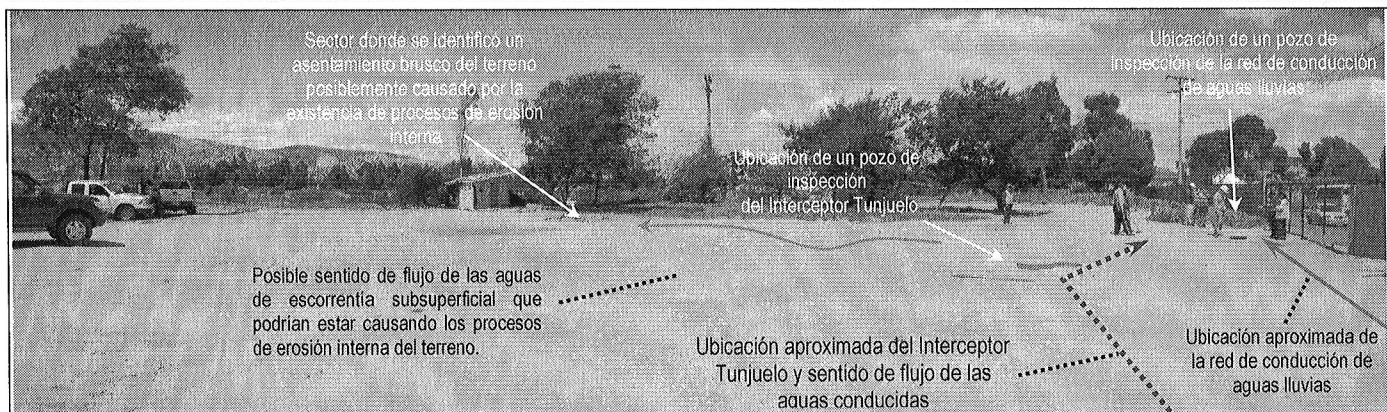 Sector donde se identificó un
asentamiento brusco del terreno
posiblemente causado por la
existencia de procesos de erosión
interna
Ubicación de un pozo de
inspección de la red de conducción
de aguas lluvias
Ubicación de un pozo de
inspección
del Interceptor Tunjuelo
Posible sentido de flujo de las aguas
de escorrentía subsuperficial que
podrían estar causando los procesos
de erosión interna del terreno.
Ubicación aproximada del Interceptor
Tunjuelo y sentido de flujo de las
aguas conducidas
Ubicación aproximada de
la red de conducción de
aguas lluvias